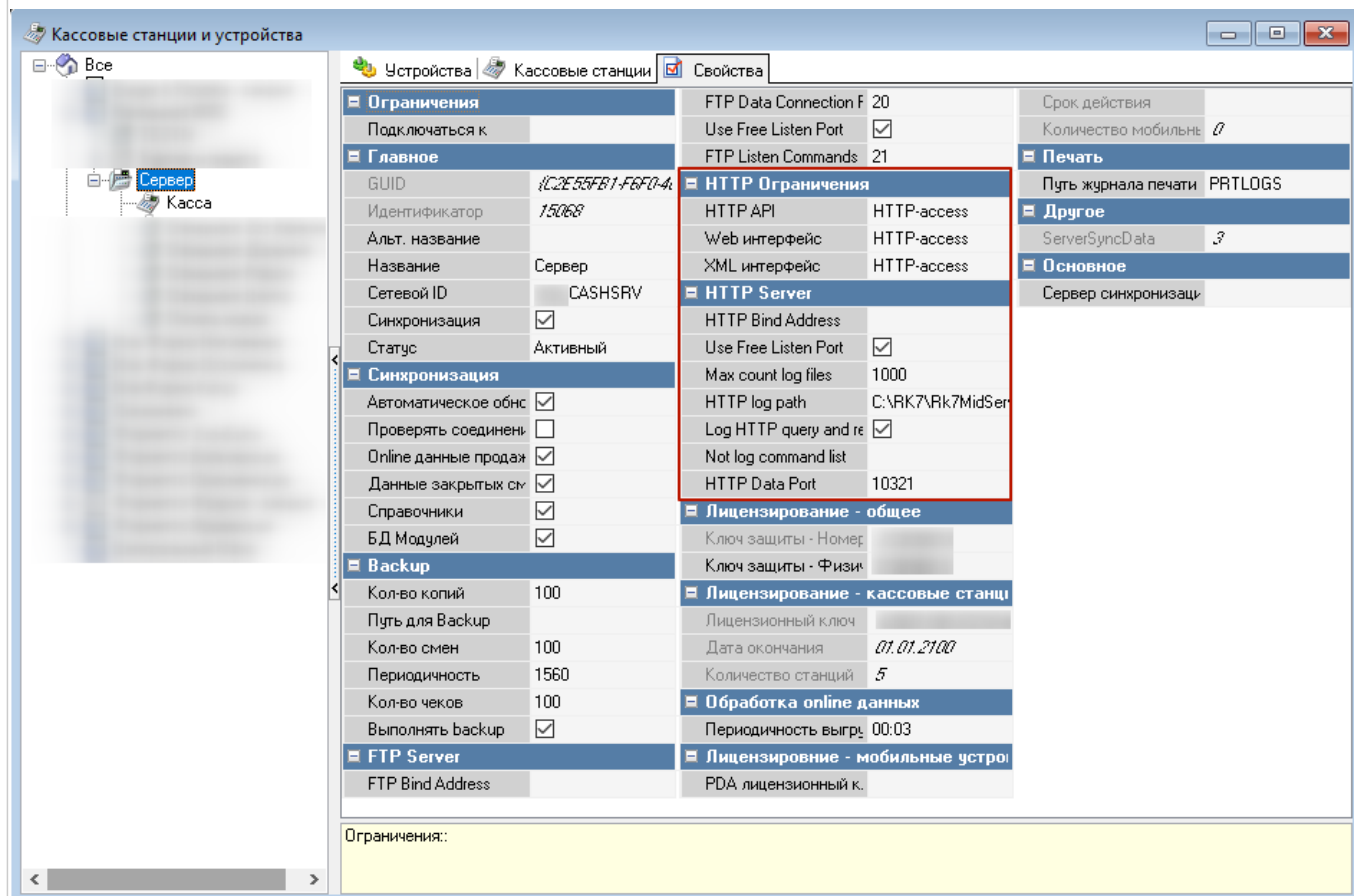 Кассовые станции и устройства
Все
Сервер
Касса
Устройства Кассовые станции Свойства
Ограничения
Подключаться к
Главное
GUID {C2E55FB1-F6F0-4
Идентификатор 15068
Альт. название
Название Сервер
Сетевой ID CASHSRV
Синхронизация
Статус Активный
Синхронизация
Автоматическое обнс
Проверять соединени
Online данные продаж
Данные закрытых см
Справочники
БД Модулей
Backup
Кол-во копий 100
Путь для Backup
Кол-во смен 100
Периодичность 1560
Кол-во чеков 100
Выполнять backup
FTP Server
FTP Bind Address
FTP Data Connection F 20
Use Free Listen Port
FTP Listen Commands 21
HTTP Ограничения
HTTP API HTTP-access
Web интерфейс HTTP-access
XML интерфейс HTTP-access
HTTP Server
HTTP Bind Address
Use Free Listen Port
Max count log files 1000
HTTP log path C:\RK7\Rk7MidSer
Log HTTP query and re
Not log command list
HTTP Data Port 10321
Лицензирование - общее
Ключ защиты - Номер
Ключ защиты - Физич
Лицензирование - кассовые станци
Лицензионный ключ
Дата окончания 01.01.2100
Количество станций 5
Обработка online данных
Периодичность выгру 00:03
Лицензировние - мобильные устрой
PDA лицензионный к.
Срок действия
Количество мобильнь 0
Печать
Путь журнала печати PRTLOGS
Другое
ServerSyncData 3
Основное
Сервер синхронизаци
Ограничения::